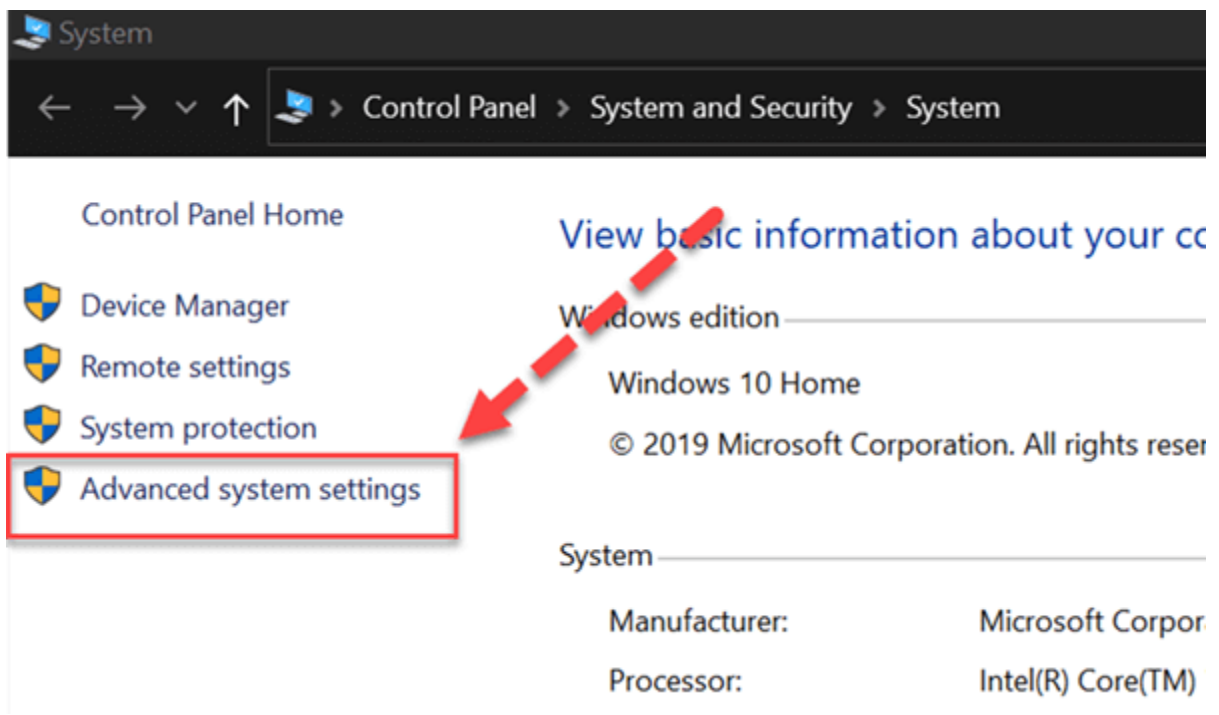 System
Control Panel > System and Security > System
Control Panel Home
Device Manager
Remote settings
System protection
Advanced system settings
View basic information about your co
Windows edition
Windows 10 Home
© 2019 Microsoft Corporation. All rights reser
System
Manufacturer: Microsoft Corpora
Processor: Intel(R) Core(TM)